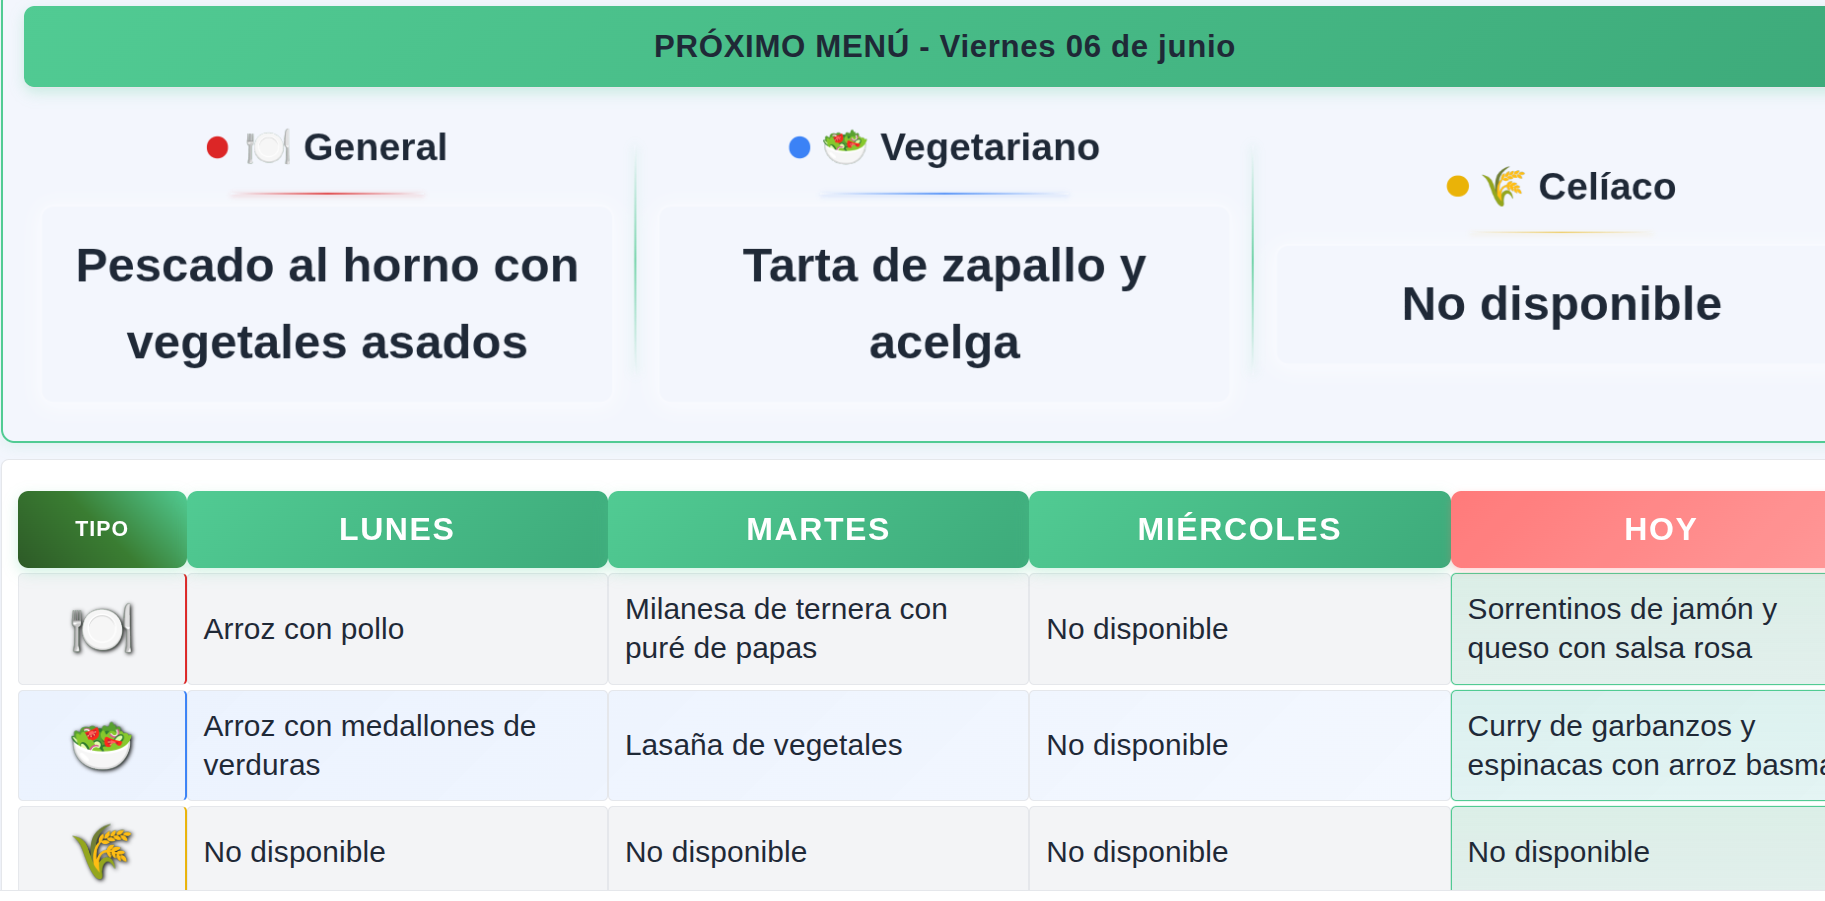 PRÓXIMO MENÚ - Viernes 06 de junio
General
Pescado al horno con
vegetales asados
Vegetariano
Tarta de zapallo y
acelga
Celíaco
No disponible
TIPO
LUNES
MARTES
MIÉRCOLES
HOY
Arroz con pollo
Milanesa de ternera con
puré de papas
No disponible
Sorrentinos de jamón y
queso con salsa rosa
Arroz con medallones de
verduras
Lasaña de vegetales
No disponible
Curry de garbanzos y
espinacas con arroz
No disponible
No disponible
No disponible
No disponible